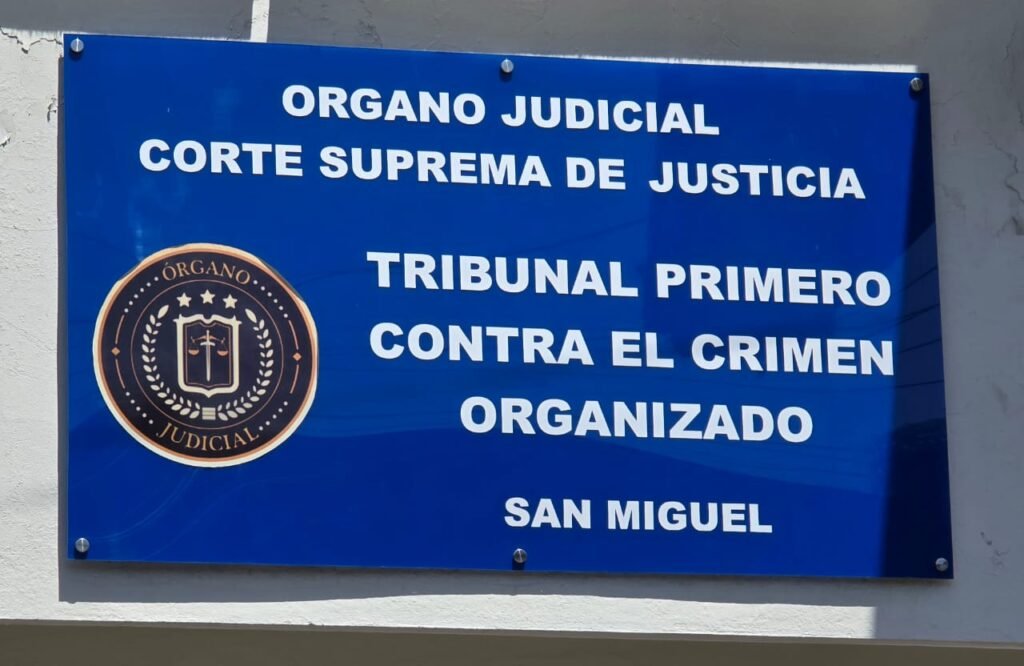 ORGANO JUDICIAL
CORTE SUPREMA DE JUSTICIA
TRIBUNAL PRIMERO
CONTRA EL CRIMEN
ORGANIZADO
SAN MIGUEL
ÓRGANO
JUDICIAL